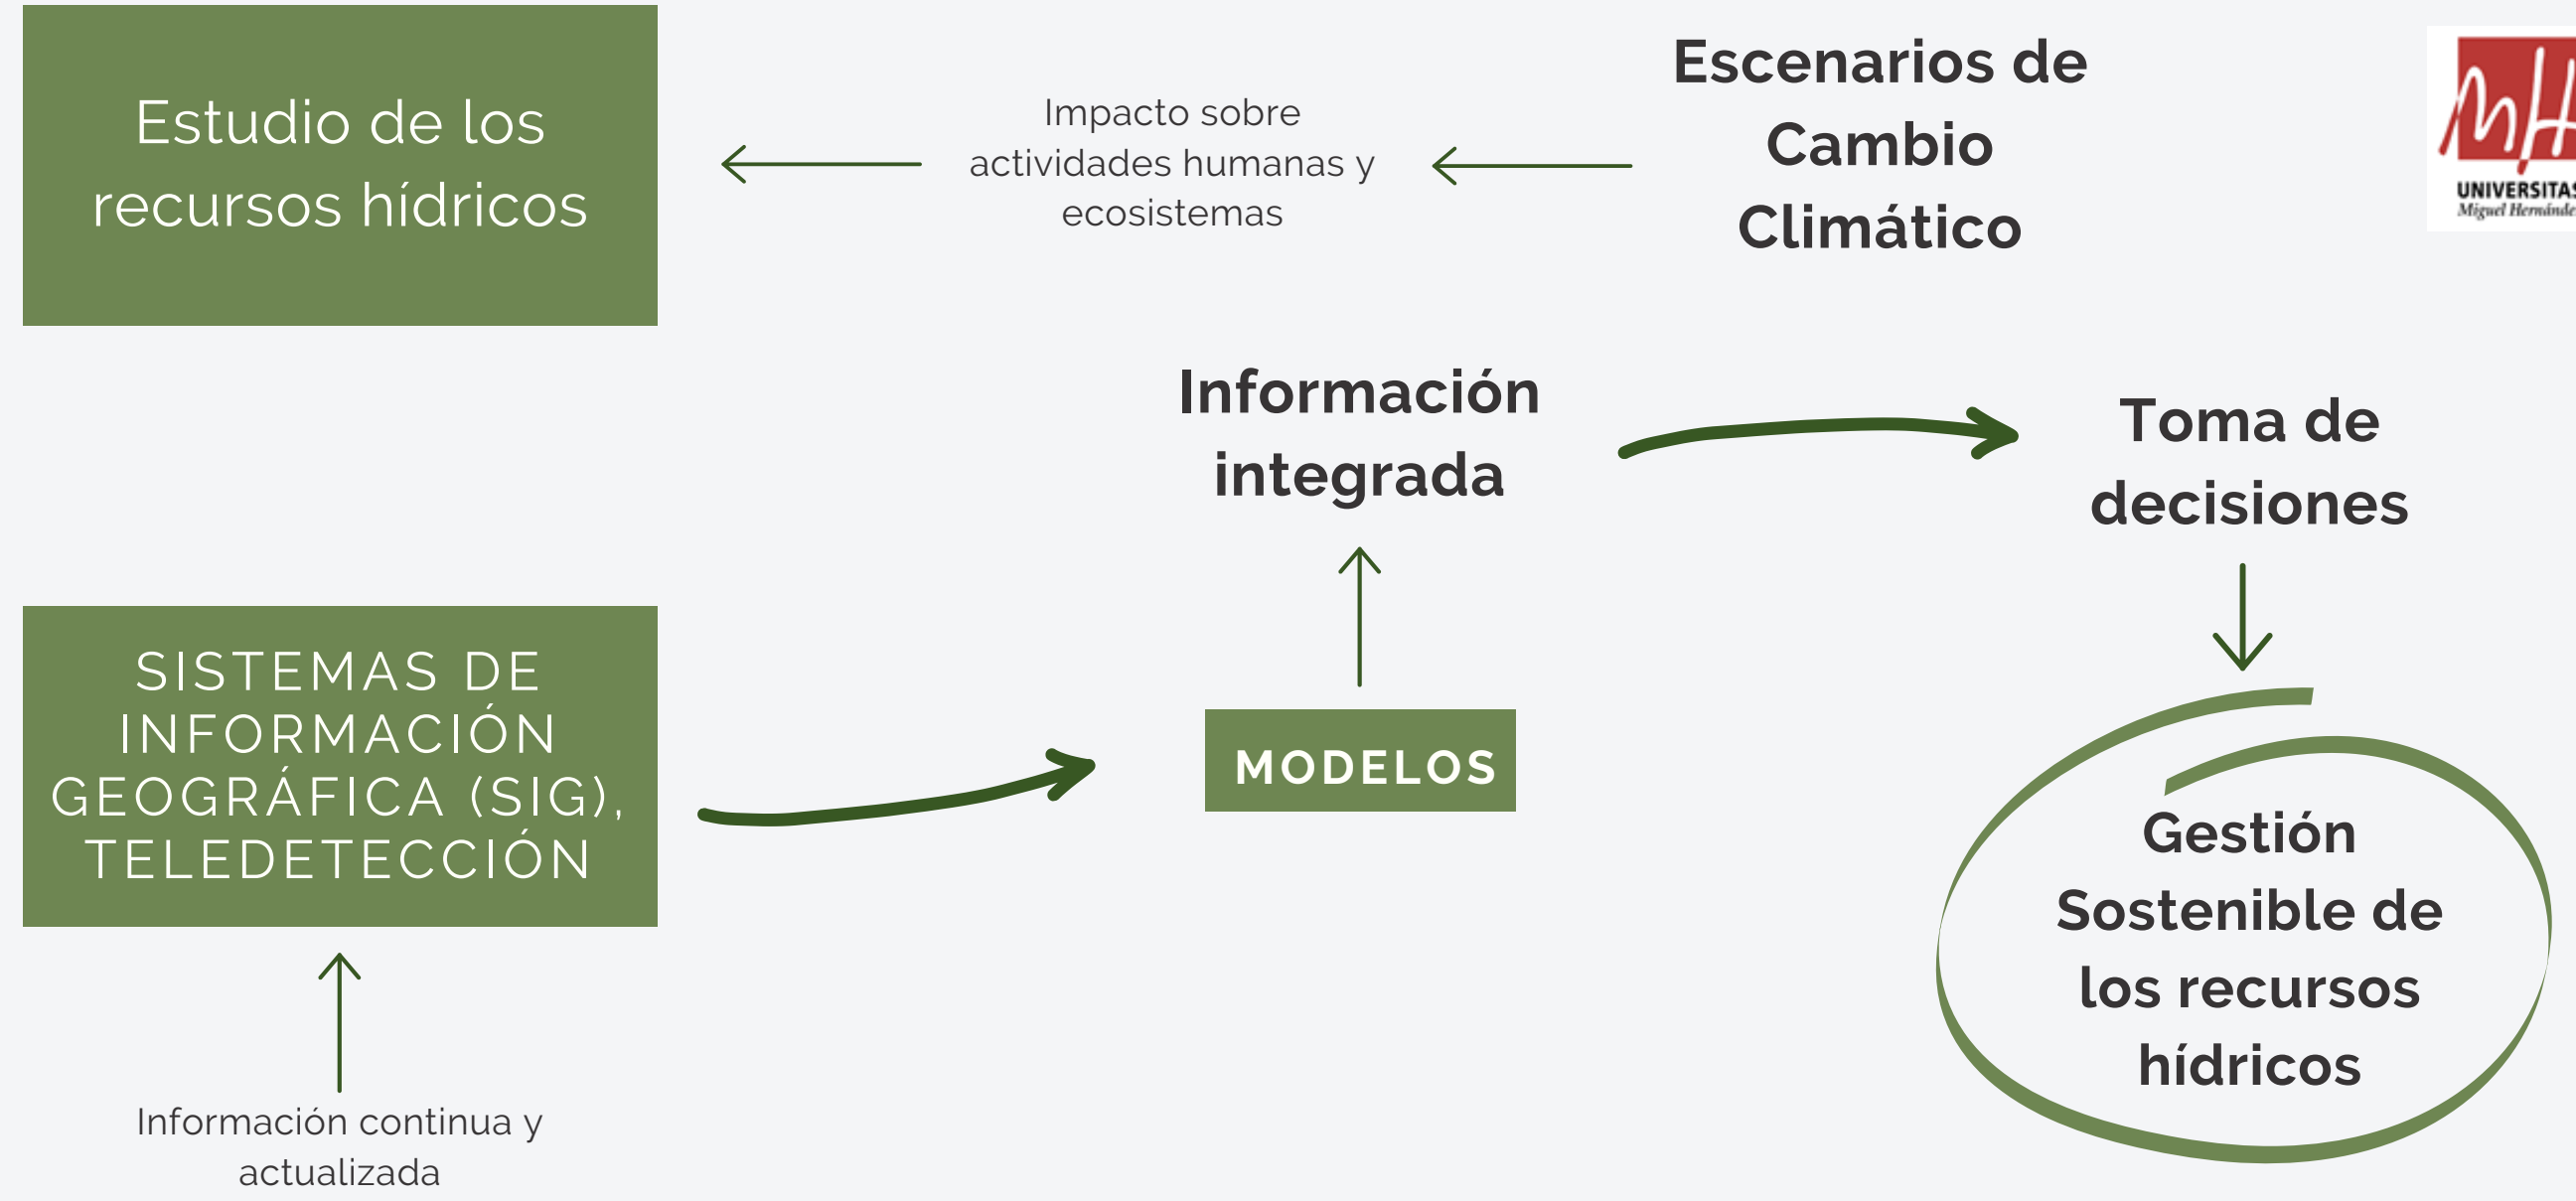 Estudio de los
recursos hídricos
Impacto sobre
actividades humanas y
ecosistemas
Escenarios de
Cambio
Climático
UNIVERSITAS
Información
integrada
Toma de
decisiones
SISTEMAS DE
INFORMACIÓN
GEOGRÁFICA (SIG),
TELEDETECCIÓN
MODELOS
Gestión
Sostenible de
los recursos
hídricos
Información continua y
actualizada